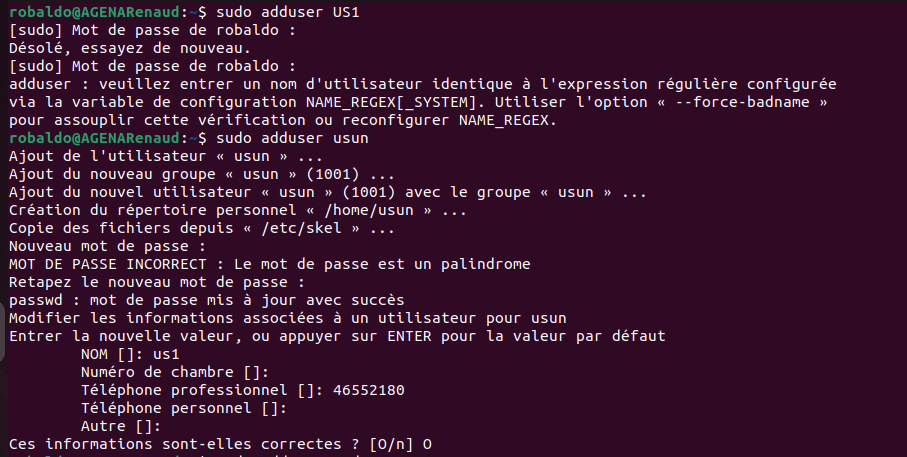 robaldo@AGENARenaud:~$ sudo adduser US1
[sudo] Mot de passe de robaldo :
Désolé, essayez de nouveau.
[sudo] Mot de passe de robaldo :
adduser : veuillez entrer un nom d'utilisateur identique à l'expression régulière configurée
via la variable de configuration NAME_REGEX[_SYSTEM]. Utiliser l'option « --force-badname »
pour assouplir cette vérification ou reconfigurer NAME_REGEX.
robaldo@AGENARenaud:~$ sudo adduser usun
Ajout de l'utilisateur « usun » ...
Ajout du nouveau groupe « usun » (1001) ...
Ajout du nouvel utilisateur « usun » (1001) avec le groupe « usun » ...
Création du répertoire personnel « /home/usun » ...
Copie des fichiers depuis « /etc/skel » ...
Nouveau mot de passe :
MOT DE PASSE INCORRECT : Le mot de passe est un palindrome
Retapez le nouveau mot de passe :
passwd : mot de passe mis à jour avec succès
Modifier les informations associées à un utilisateur pour usun
Entrer la nouvelle valeur, ou appuyer sur ENTER pour la valeur par défaut
NOM []: us1
Numéro de chambre []:
Téléphone professionnel []: 46552180
Téléphone personnel []:
Autre []:
Ces informations sont-elles correctes ? [O/n] O